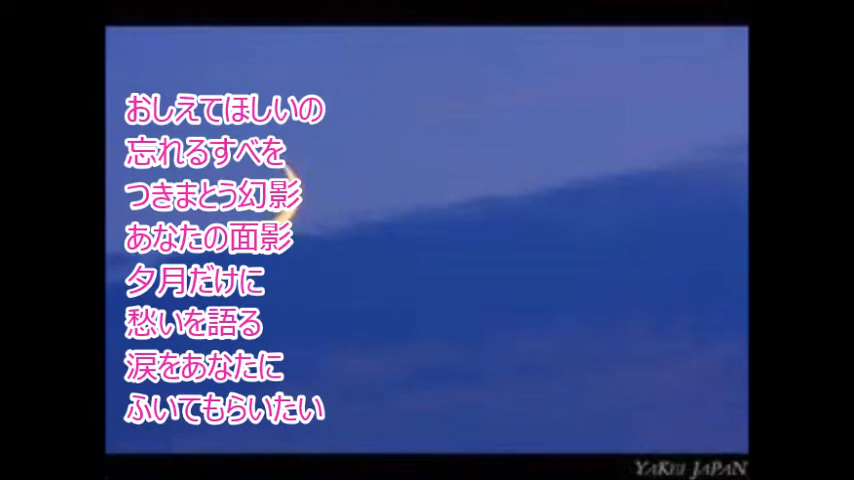 おしえてほしいの
忘れるすべを
つきまとう幻影
あなたの面影
夕月だけに
愁いを語る
涙をあなたに
ふいてもらいたい
YAKEI JAPAN